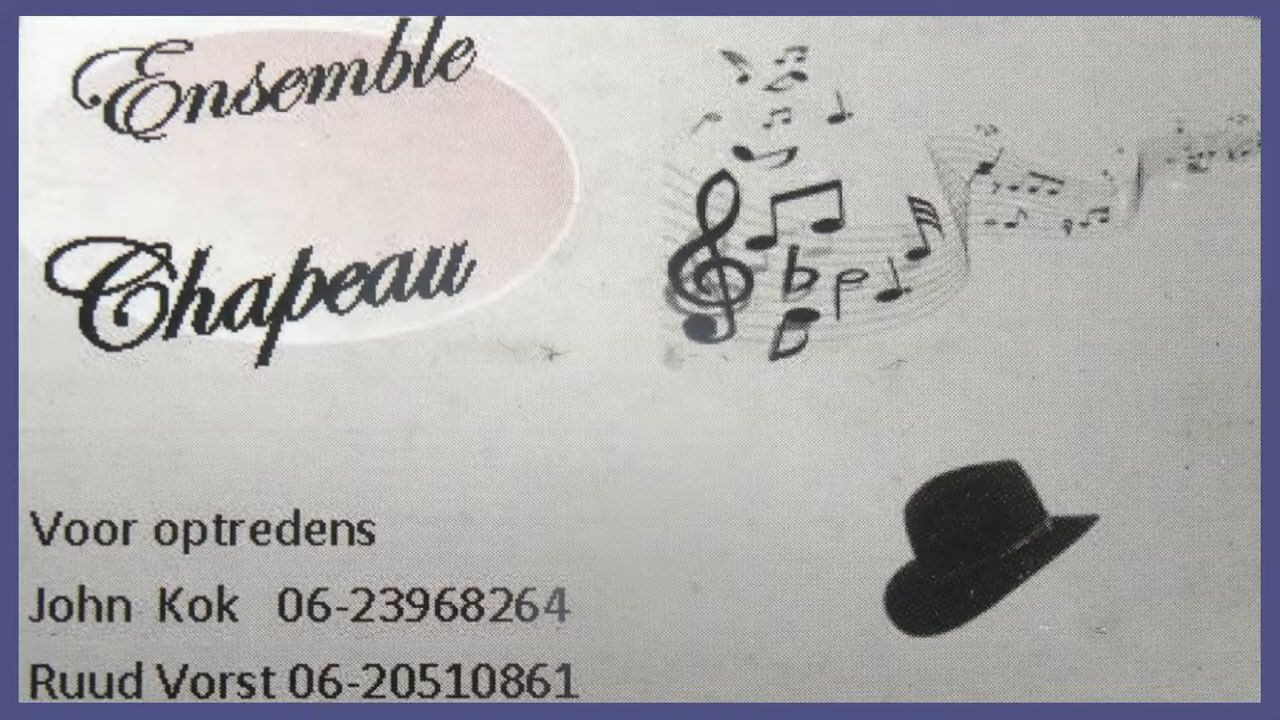 Ensemble
Chapeau
Voor optredens
John Kok 06-23968264
Ruud Vorst 06-20510861